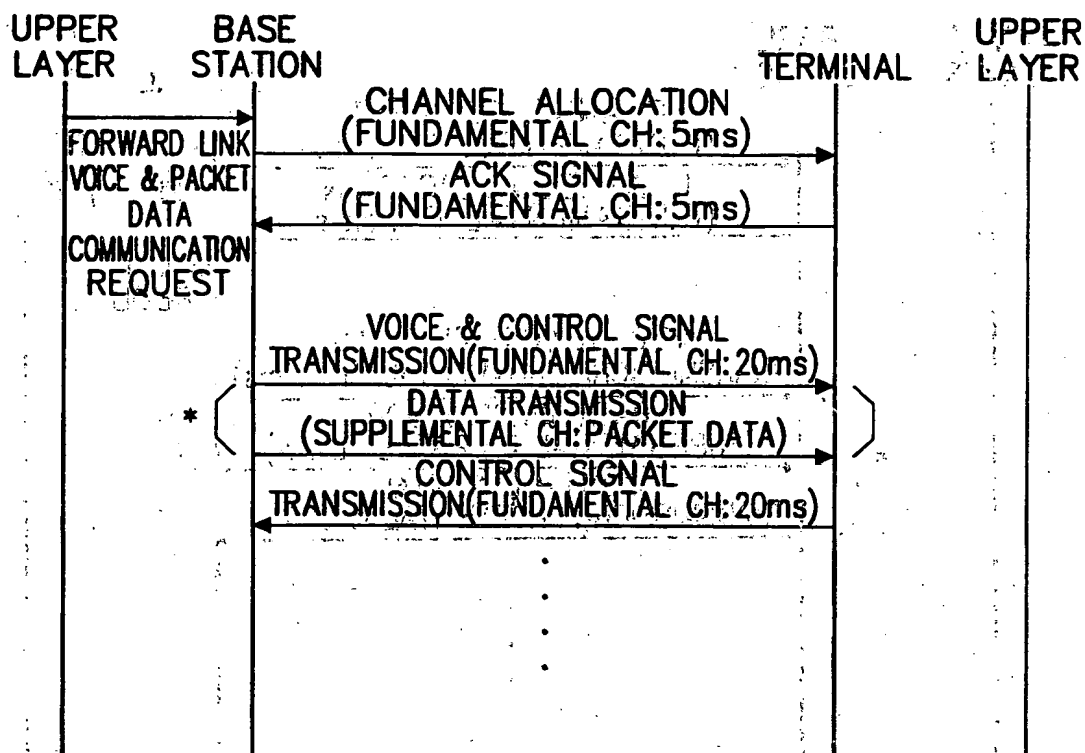 UPPER
LAYER
BASE
STATION
TERMINAL
UPPER
LAYER
CHANNEL ALLOCATION
(FUNDAMENTAL CH:5ms)
FORWARD LINK
VOICE & PACKET
DATA
COMMUNICATION
REQUEST
ACK SIGNAL
(FUNDAMENTAL CH:5ms)
VOICE & CONTROL SIGNAL
TRANSMISSION(FUNDAMENTAL CH:20ms)
*
DATA TRANSMISSION
(SUPPLEMENTAL CH:PACKET DATA)
CONTROL SIGNAL
TRANSMISSION(FUNDAMENTAL CH:20ms)